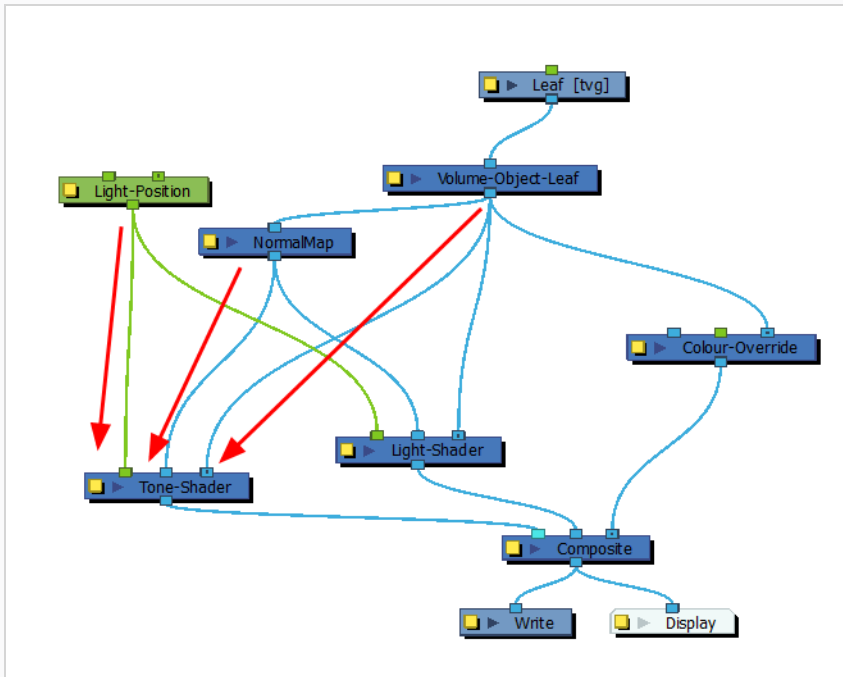 Leaf [tvg]
Volume-Object-Leaf
Light-Position
NormalMap
Colour-Override
Light-Shader
Tone-Shader
Composite
Write
Display